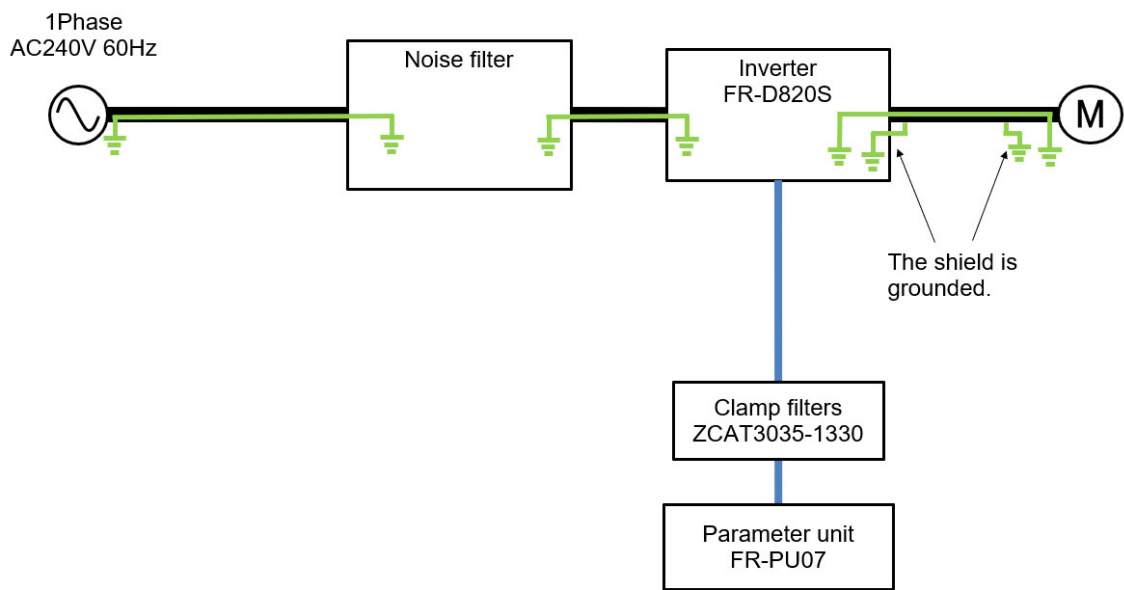 1Phase
AC240V 60Hz
Noise filter
Inverter
FR-D820S
M
The shield is
grounded.
Clamp filters
ZCAT3035-1330
Parameter unit
FR-PU07